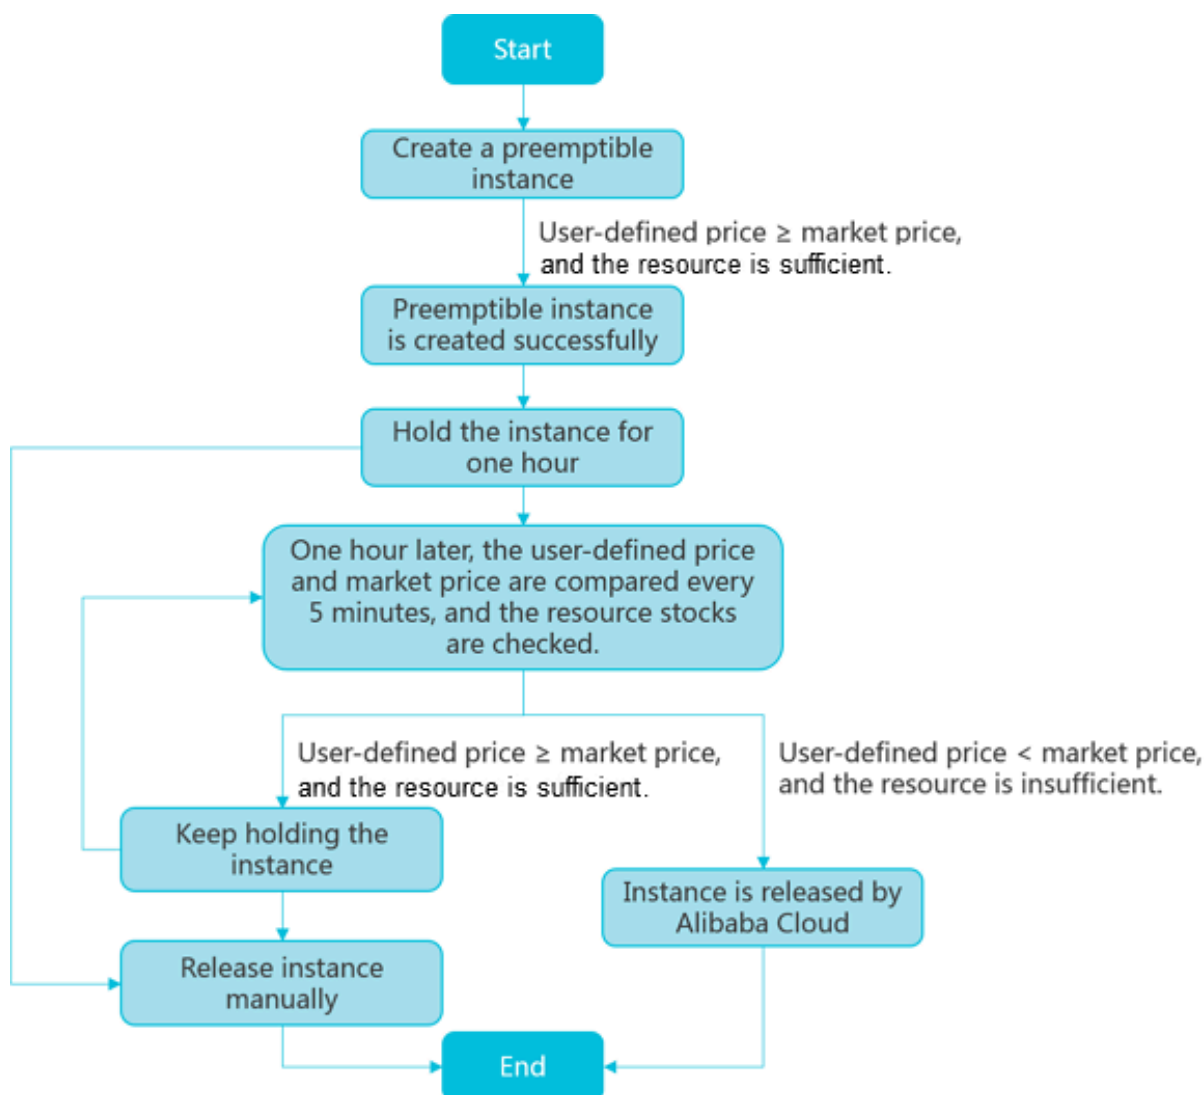 Start
Create a preemptible
instance
User-defined price ≥ market price,
and the resource is sufficient.
Preemptible instance
is created successfully
Hold the instance for
one hour
One hour later, the user-defined price
and market price are compared every
5 minutes, and the resource stocks
are checked.
User-defined price ≥ market price,
and the resource is sufficient.
User-defined price < market price,
and the resource is insufficient.
Keep holding the
instance
Instance is released by
Alibaba Cloud
Release instance
manually
End